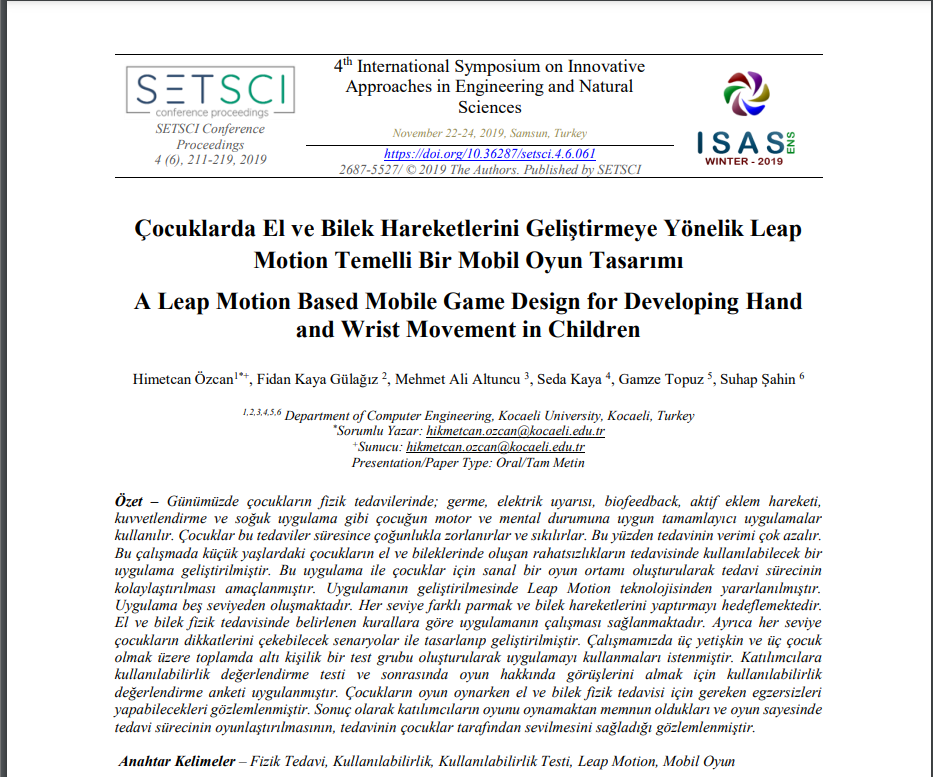 SETSCI
conference proceedings
SETSCI Conference
Proceedings
4 (6), 211-219, 2019
4th International Symposium on Innovative
Approaches in Engineering and Natural
Sciences
November 22-24, 2019, Samsun, Turkey
https://doi.org/10.36287/setsci.4.6.061
2687-5527/ © 2019 The Authors. Published by SETSCI
ISAS ENS
WINTER - 2019
Çocuklarda El ve Bilek Hareketlerini Geliştirmeye Yönelik Leap
Motion Temelli Bir Mobil Oyun Tasarımı
A Leap Motion Based Mobile Game Design for Developing Hand
and Wrist Movement in Children
Himetcan Özcan1*+, Fidan Kaya Gülağız 2, Mehmet Ali Altuncu 3, Seda Kaya 4, Gamze Topuz 5, Suhap Şahin 6
1,2,3,4,5,6 Department of Computer Engineering, Kocaeli University, Kocaeli, Turkey
*Sorumlu Yazar: hikmetcan.ozcan@kocaeli.edu.tr
+Sunucu: hikmetcan.ozcan@kocaeli.edu.tr
Presentation/Paper Type: Oral/Tam Metin
Özet – Günümüzde çocukların fizik tedavilerinde; germe, elektrik uyarısı, biofeedback, aktif eklem hareketi,
kuvvetlendirme ve soğuk uygulama gibi çocuğun motor ve mental durumuna uygun tamamlayıcı uygulamalar
kullanılır. Çocuklar bu tedaviler süresince çoğunlukla zorlanırlar ve sıkılırlar. Bu yüzden tedavinin verimi çok azalır.
Bu çalışmada küçük yaşlardaki çocukların el ve bileklerinde oluşan rahatsızlıkların tedavisinde kullanılabilecek bir
uygulama geliştirilmiştir. Bu uygulama ile çocuklar için sanal bir oyun ortamı oluşturularak tedavi sürecinin
kolaylaştırılması amaçlanmıştır. Uygulamanın geliştirilmesinde Leap Motion teknolojisinden yararlanılmıştır.
Uygulama beş seviyeden oluşmaktadır. Her seviye farklı parmak ve bilek hareketlerini yaptırmayı hedeflemektedir.
El ve bilek fizik tedavisinde belirlenen kurallara göre uygulamanın çalışması sağlanmaktadır. Ayrıca her seviye
çocukların dikkatlerini çekebilecek senaryolar ile tasarlanıp geliştirilmiştir. Çalışmamızda üç yetişkin ve üç çocuk
olmak üzere toplamda altı kişilik bir test grubu oluşturularak uygulamayı kullanmaları istenmiştir. Katılımcılara
kullanılabilirlik değerlendirme testi ve sonrasında oyun hakkında görüşlerini almak için kullanılabilirlik
değerlendirme anketi uygulanmıştır. Çocukların oyun oynarken el ve bilek fizik tedavisi için gereken egzersizleri
yapabilecekleri gözlemlenmiştir. Sonuç olarak katılımcıların oyunu oynamaktan memnun oldukları ve oyun sayesinde
tedavi sürecinin oyunlaştırılmasının, tedavinin çocuklar tarafından sevilmesini sağladığı gözlemlenmiştir.
Anahtar Kelimeler – Fizik Tedavi, Kullanılabilirlik, Kullanılabilirlik Testi, Leap Motion, Mobil Oyun